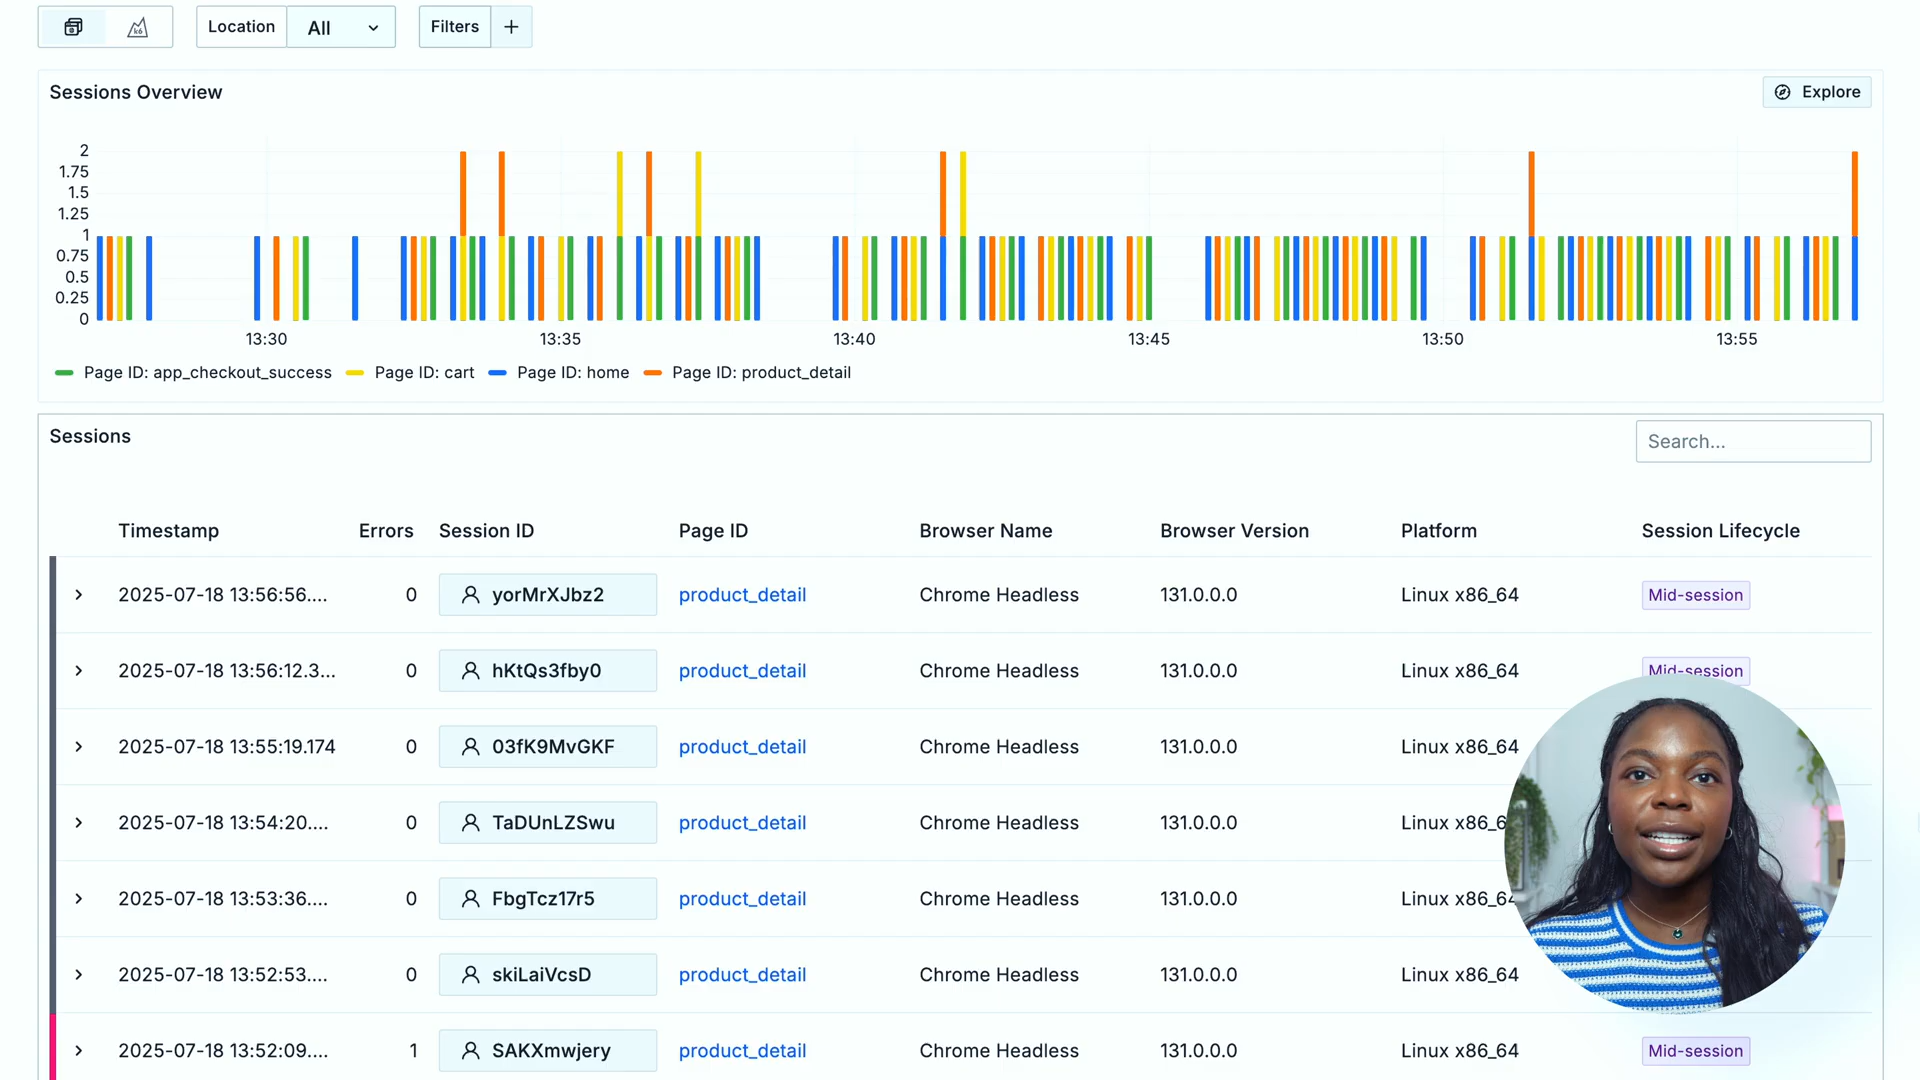 k6
Location All
Filters +
Sessions Overview
Explore
2
1.75
1.5
1.25
1
0.75
0.5
0.25
0
13:30 13:35 13:40 13:45 13:50 13:55
Page ID: app_checkout_success Page ID: cart Page ID: home Page ID: product_detail
Sessions
Search...
Timestamp Errors Session ID Page ID Browser Name Browser Version Platform Session Lifecycle
2025-07-18 13:56:56.... 0 yorMrXJbz2 product_detail Chrome Headless 131.0.0.0 Linux x86_64 Mid-session
2025-07-18 13:56:12.3... 0 hKtQs3fby0 product_detail Chrome Headless 131.0.0.0 Linux x86_64 Mid-session
2025-07-18 13:55:19.174 0 03fK9MvGKF product_detail Chrome Headless 131.0.0.0 Linux x86_64
2025-07-18 13:54:20.... 0 TaDUnLZSwu product_detail Chrome Headless 131.0.0.0 Linux x86_6
2025-07-18 13:53:36.... 0 FbgTcz17r5 product_detail Chrome Headless 131.0.0.0 Linux x86_64
2025-07-18 13:52:53.... 0 skiLaiVcsD product_detail Chrome Headless 131.0.0.0 Linux x86_64
2025-07-18 13:52:09.... 1 SAKXmwjery product_detail Chrome Headless 131.0.0.0 Linux x86_64 Mid-session